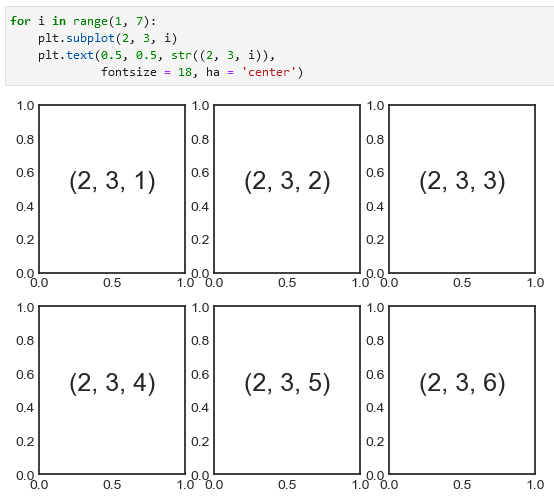 for i in range(1, 7):
    plt.subplot(2, 3, i)
    plt.text(0.5, 0.5, str((2, 3, i)),
            fontsize = 18, ha = 'center')
1.0 1.0 1.0
0.8 0.8 0.8
0.6 0.6 0.6
(2, 3, 1) (2, 3, 2) (2, 3, 3)
0.4 0.4 0.4
0.2 0.2 0.2
0.0 0.0 0.0
0.0 0.5 1.0 0.0 0.5 1.0 0.0 0.5 1.0
1.0 1.0 1.0
0.8 0.8 0.8
0.6 0.6 0.6
(2, 3, 4) (2, 3, 5) (2, 3, 6)
0.4 0.4 0.4
0.2 0.2 0.2
0.0 0.0 0.0
0.0 0.5 1.0 0.0 0.5 1.0 0.0 0.5 1.0